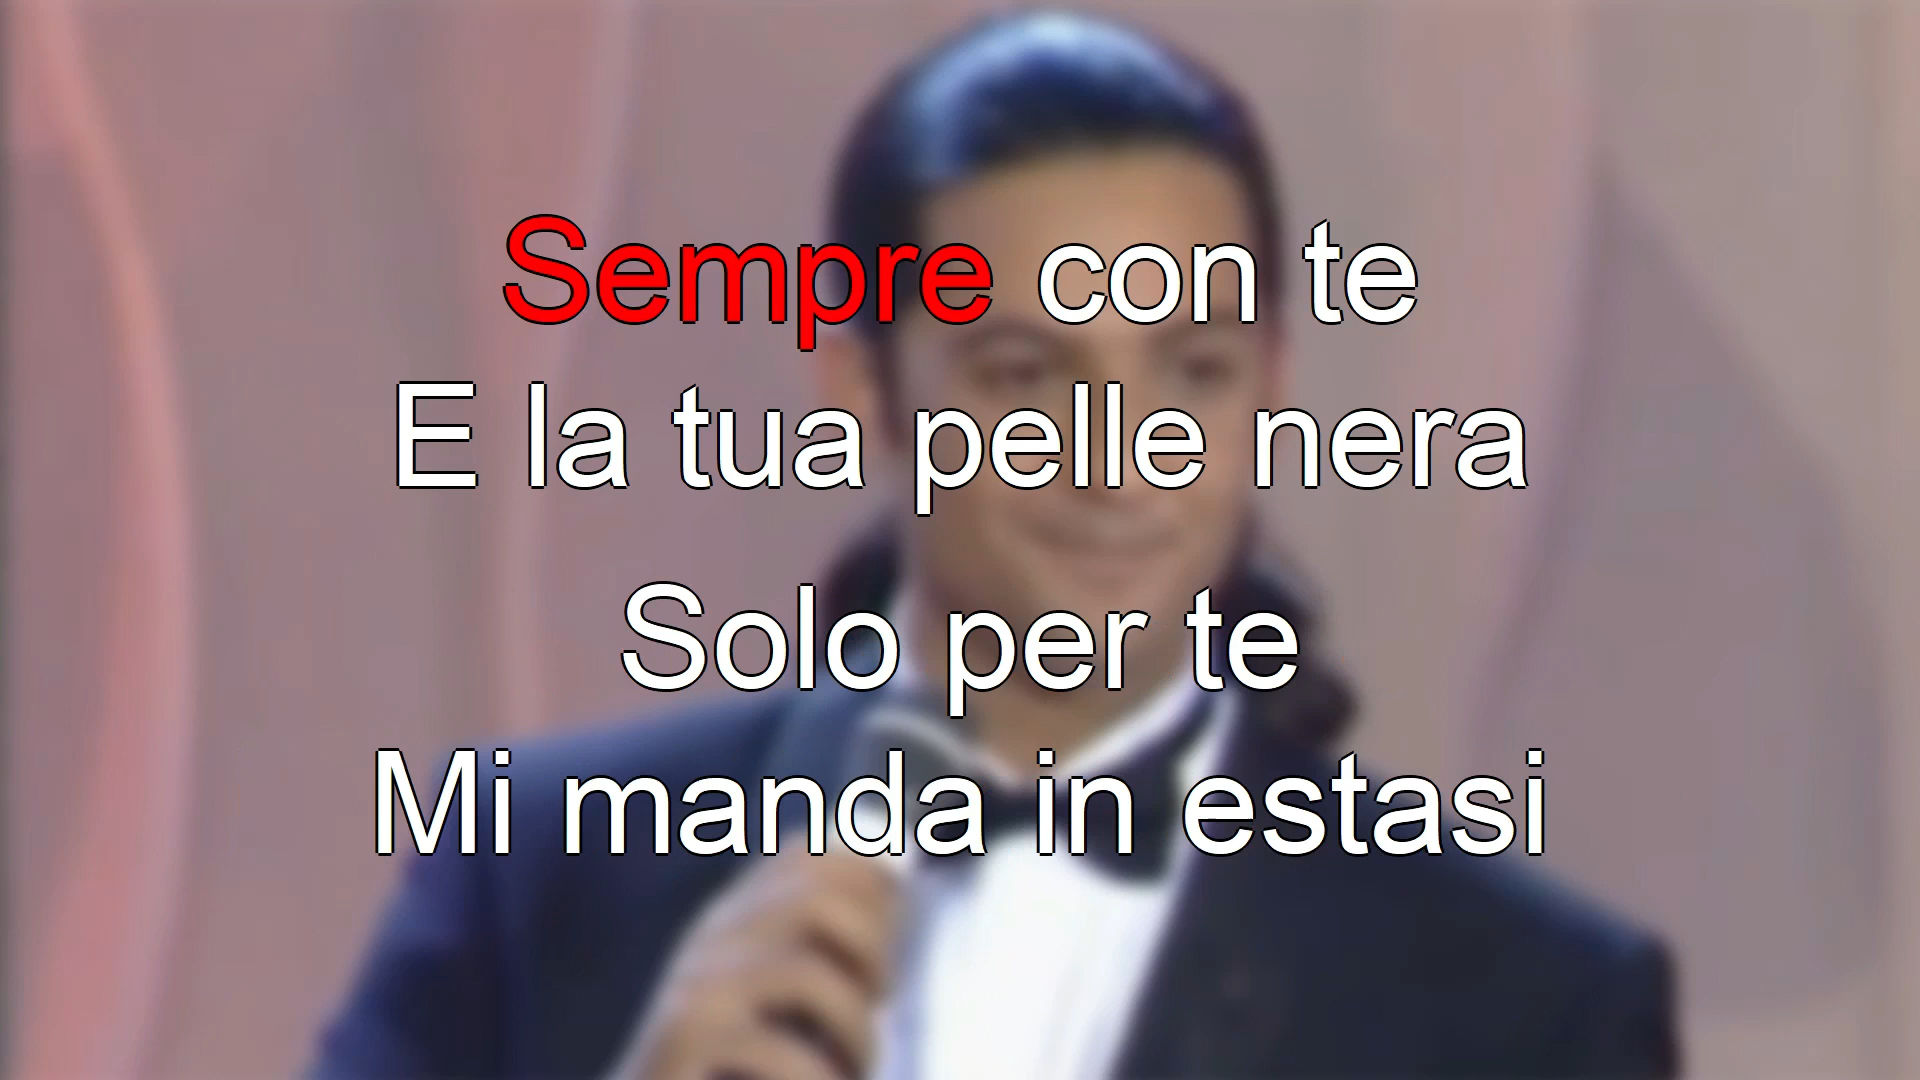 Sempre con te
E la tua pelle nera
Solo per te
Mi manda in estasi